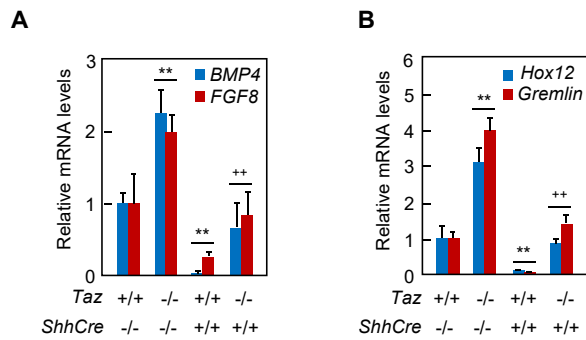 A
Relative mRNA levels
3
2
1
0
BMP4
FGF8
**
**
++
Taz +/+ -/- +/+ -/-
ShhCre -/- -/- +/+ +/+
B
Relative mRNA levels
6
5
4
3
2
1
0
Hox12
Gremlin
**
**
++
Taz +/+ -/- +/+ -/-
ShhCre -/- -/- +/+ +/+